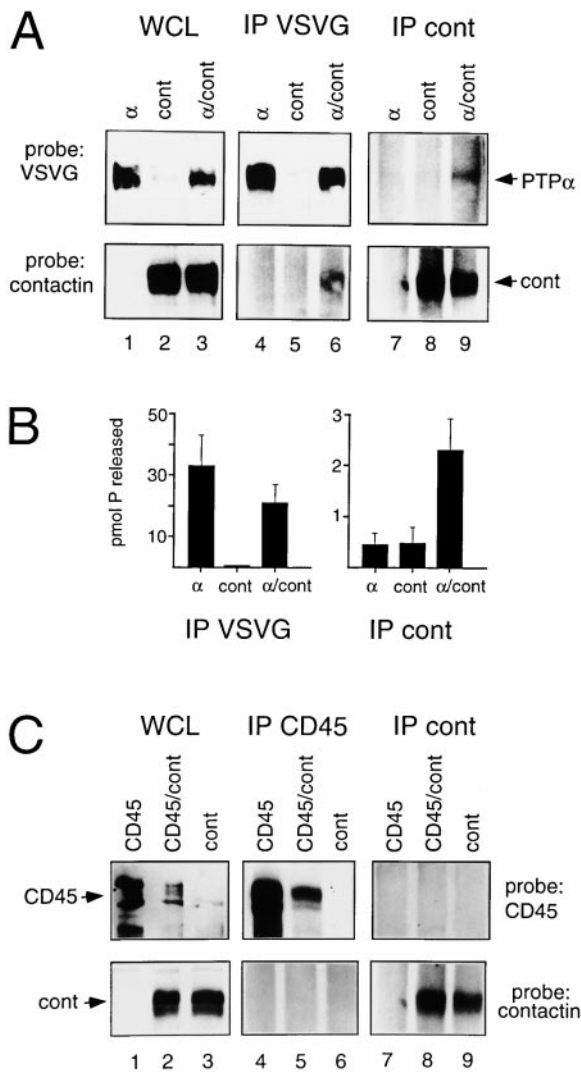 A
WCL IP VSVG IP cont
α cont α/cont α cont α/cont α cont α/cont
probe: VSVG
PTPα
probe: contactin
cont
1 2 3 4 5 6 7 8 9
B
pmol P released
50
30
10
α cont α/cont
IP VSVG
3
2
1
α cont α/cont
IP cont
C
WCL IP CD45 IP cont
CD45 CD45/cont cont CD45 CD45/cont cont CD45 CD45/cont cont
CD45
probe: CD45
cont
probe: contactin
1 2 3 4 5 6 7 8 9